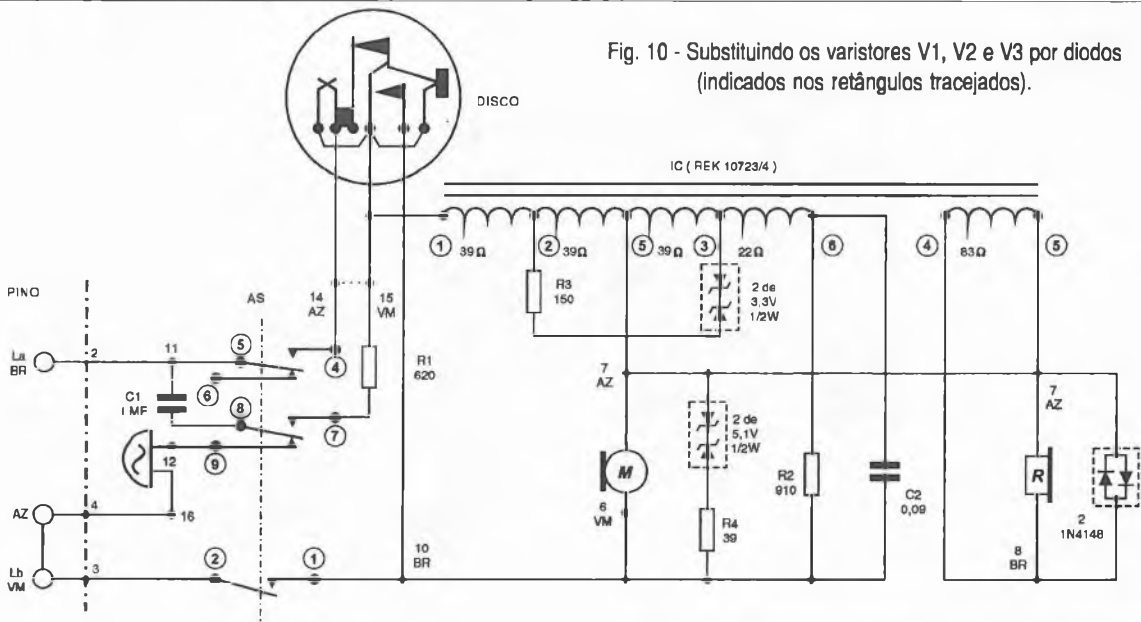 Fig. 10 - Substituindo os varistores V1, V2 e V3 por diodos
(indicados nos retângulos tracejados).
DISCO
IC ( REK 10723/4 )
1
39Ω
2
39Ω
5
39Ω
3
22Ω
6
4
83Ω
5
PINO
AS
14
AZ
15
VM
R3
150
2 de
3,3V
1/2W
La
BR
2
11
5
4
R1
620
6
7
AZ
7
AZ
C1
1 MF
8
7
2 de
5,1V
1/2W
9
12
M
R2
910
C2
0,09
R
6
VM
2
1N4148
AZ
4
16
R4
39
10
BR
8
BR
Lb
VM
3
2
1